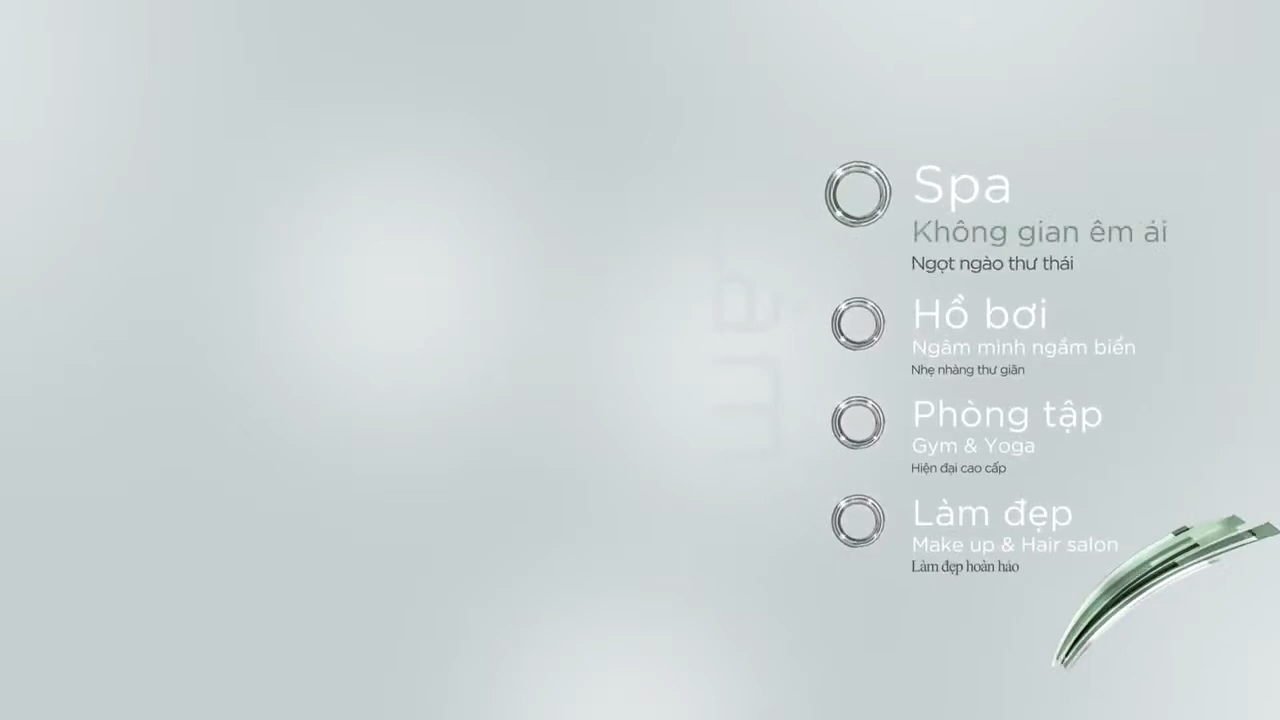 Spa
Không gian êm ái
Ngọt ngào thư thái
Hồ bơi
Ngâm mình ngắm biển
Nhẹ nhàng thư giãn
Phòng tập
Gym & Yoga
Hiện đại cao cấp
Làm đẹp
Make up & Hair salon
Làm đẹp hoàn hảo